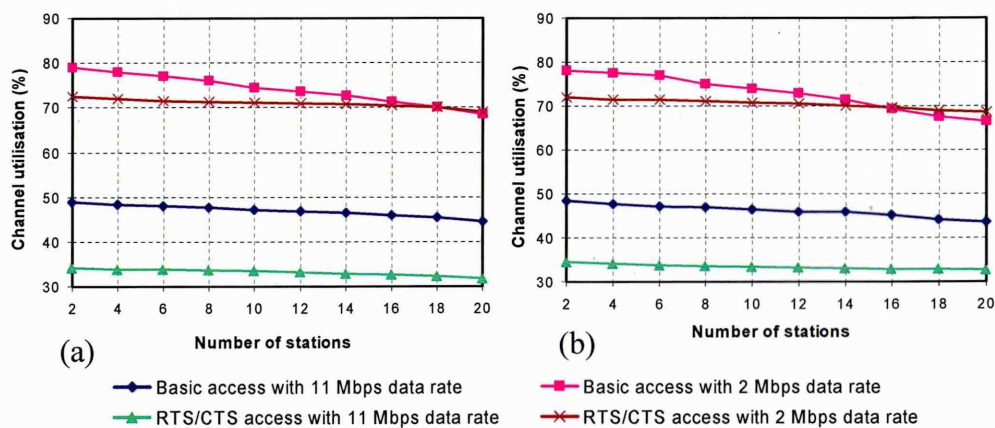 90
80
70
60
50
40
30
Channel utilisation (%)
2 4 6 8 10 12 14 16 18 20
Number of stations
(a)
90
80
70
60
50
40
30
Channel utilisation (%)
2 4 6 8 10 12 14 16 18 20
Number of stations
(b)
Basic access with 11 Mbps data rate
Basic access with 2 Mbps data rate
RTS/CTS access with 11 Mbps data rate
RTS/CTS access with 2 Mbps data rate